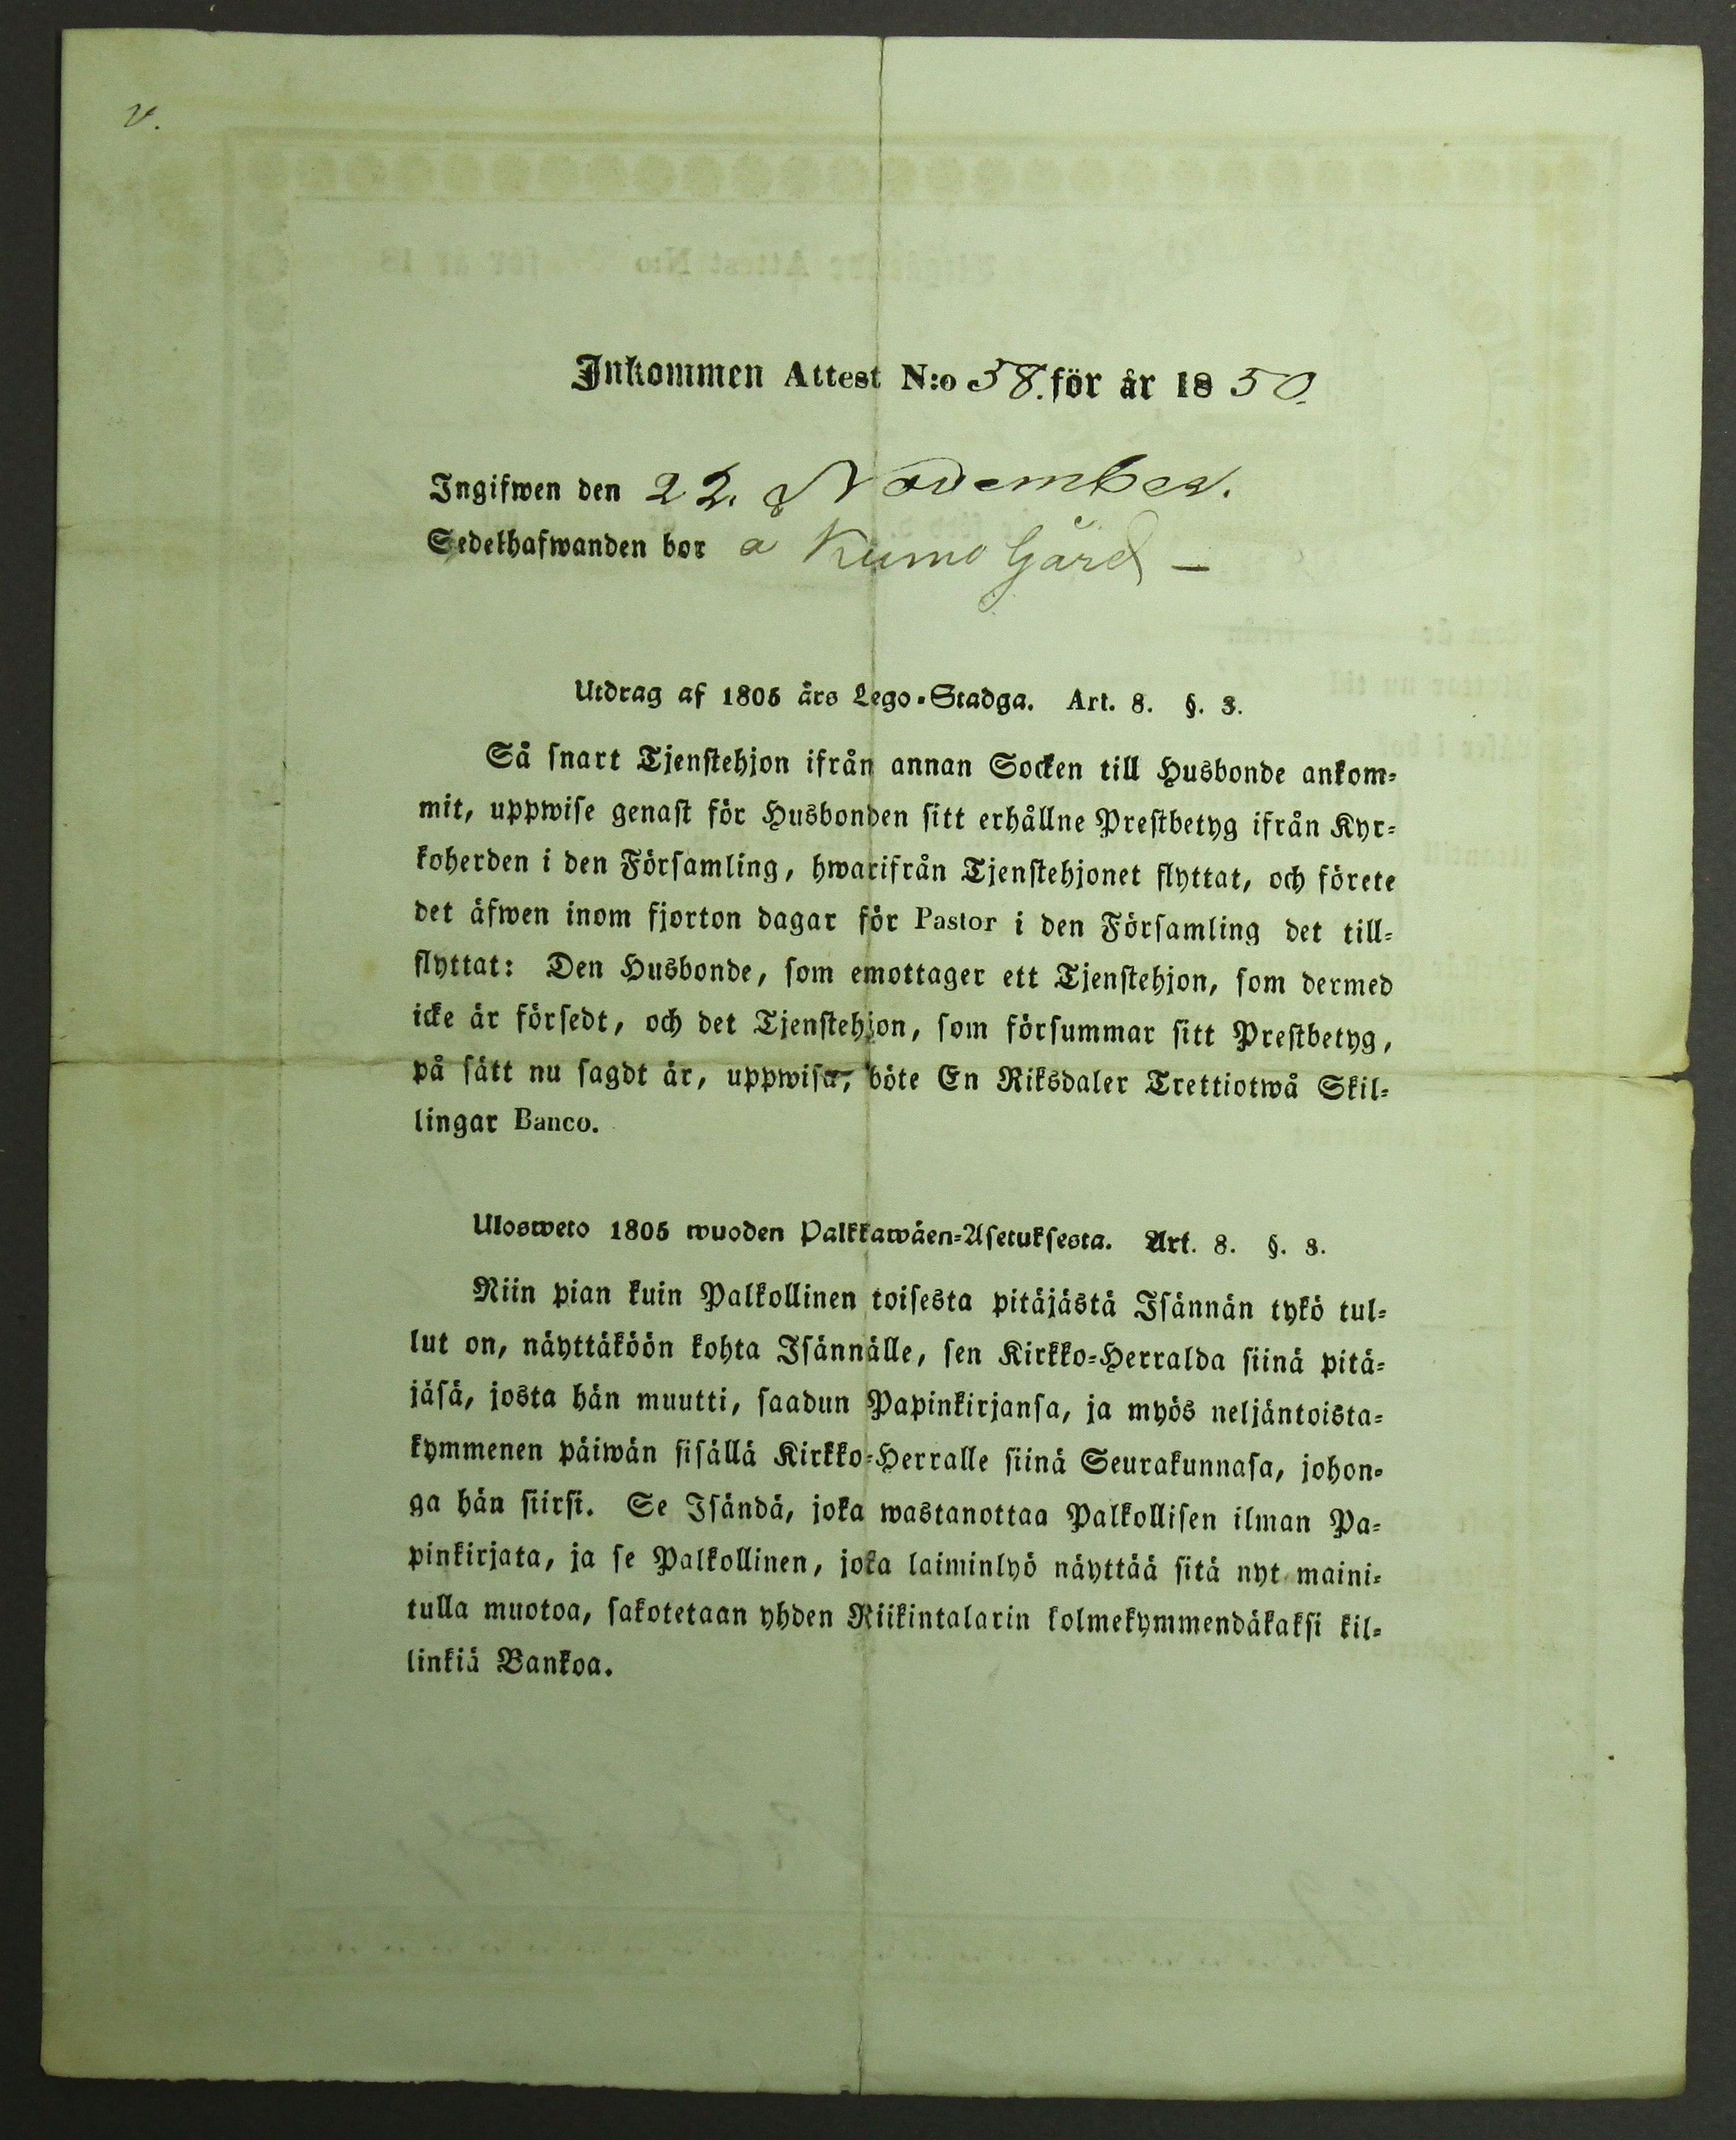 v.
Inkommen Attest N:o 58. för år 1850.
Ingifwen den 22. November.
Sedelhafwanden bor å Kumo Gård –
Utdrag af 1805 års Lego-Stadga. Art. 8. §. 3.
Så snart Tjenstehjon ifrån annan Socken till Husbonde ankom-
mit, uppwise genast för Husbonden sitt erhållne Prestbetyg ifrån Kyr-
koherden i den Församling, hwarifrån Tjenstehjonet flyttat, och förete
det äfwen inom fjorton dagar för Pastor i den Församling det till-
flyttat: Den Husbonde, som emottager ett Tjenstehjon, som dermed
icke är försedt, och det Tjenstehjon, som försummar sitt Prestbetyg,
på sätt nu sagdt är, uppwisa, böte En Riksdaler Trettiotwå Skil-
lingar Banco.
Ulosweto 1805 wuoden Palkkawäen-Asetuksesta. Art. 8. §. 3.
Niin pian kuin Palkollinen toisesta pitäjästä Isännän tykö tul-
lut on, näyttäköön kohta Isännälle, sen Kirkko-Herralda siinä pitä-
jäsä, josta hän muutti, saadun Papinkirjansa, ja myös neljäntoista-
kymmenen päiwän sisällä Kirkko-Herralle siinä Seurakunnasa, johon-
ga hän siirsi. Se Isändä, joka wastanottaa Palkollisen ilman Pa-
pinkirjata, ja se Palkollinen, joka laiminlyö näyttää sitä nyt maini-
tulla muotoa, sakotetaan yhden Riikintalarin kolmekymmendäkaksi kil-
linkiä Bankoa.